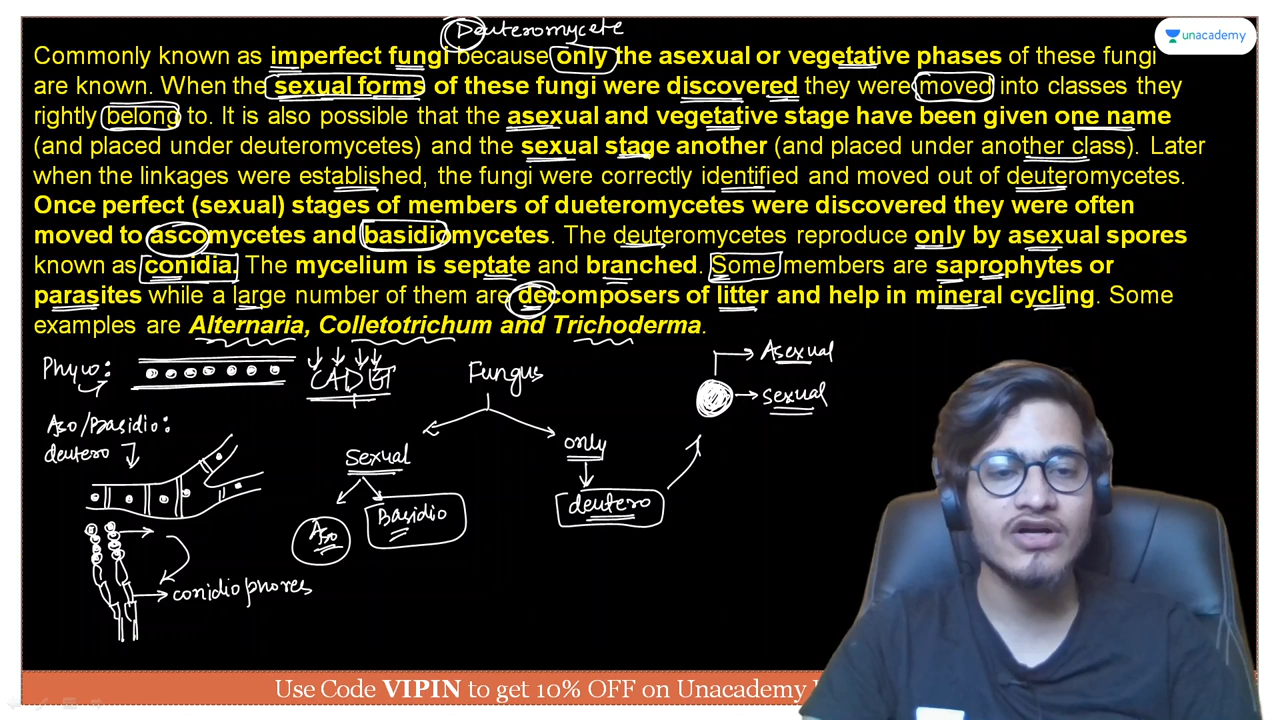 Deuteromycete
unacademy
Commonly known as imperfect fungi because only the asexual or vegetative phases of these fungi
are known. When the sexual forms of these fungi were discovered they were moved into classes they
rightly belong to. It is also possible that the asexual and vegetative stage have been given one name
(and placed under deuteromycetes) and the sexual stage another (and placed under another class). Later
when the linkages were established, the fungi were correctly identified and moved out of deuteromycetes.
Once perfect (sexual) stages of members of dueteromycetes were discovered they were often
moved to ascomycetes and basidiomycetes. The deuteromycetes reproduce only by asexual spores
known as conidia. The mycelium is septate and branched. Some members are saprophytes or
parasites while a large number of them are decomposers of litter and help in mineral cycling. Some
examples are Alternaria, Colletotrichum and Trichoderma.
Phyco:
Fungus
Asexual
sexual
Asco/Basidio:
deutero
Sexual
only
Asco
Basidio
deutero
conidiophores
Use Code VIPIN to get 10% OFF on Unacademy